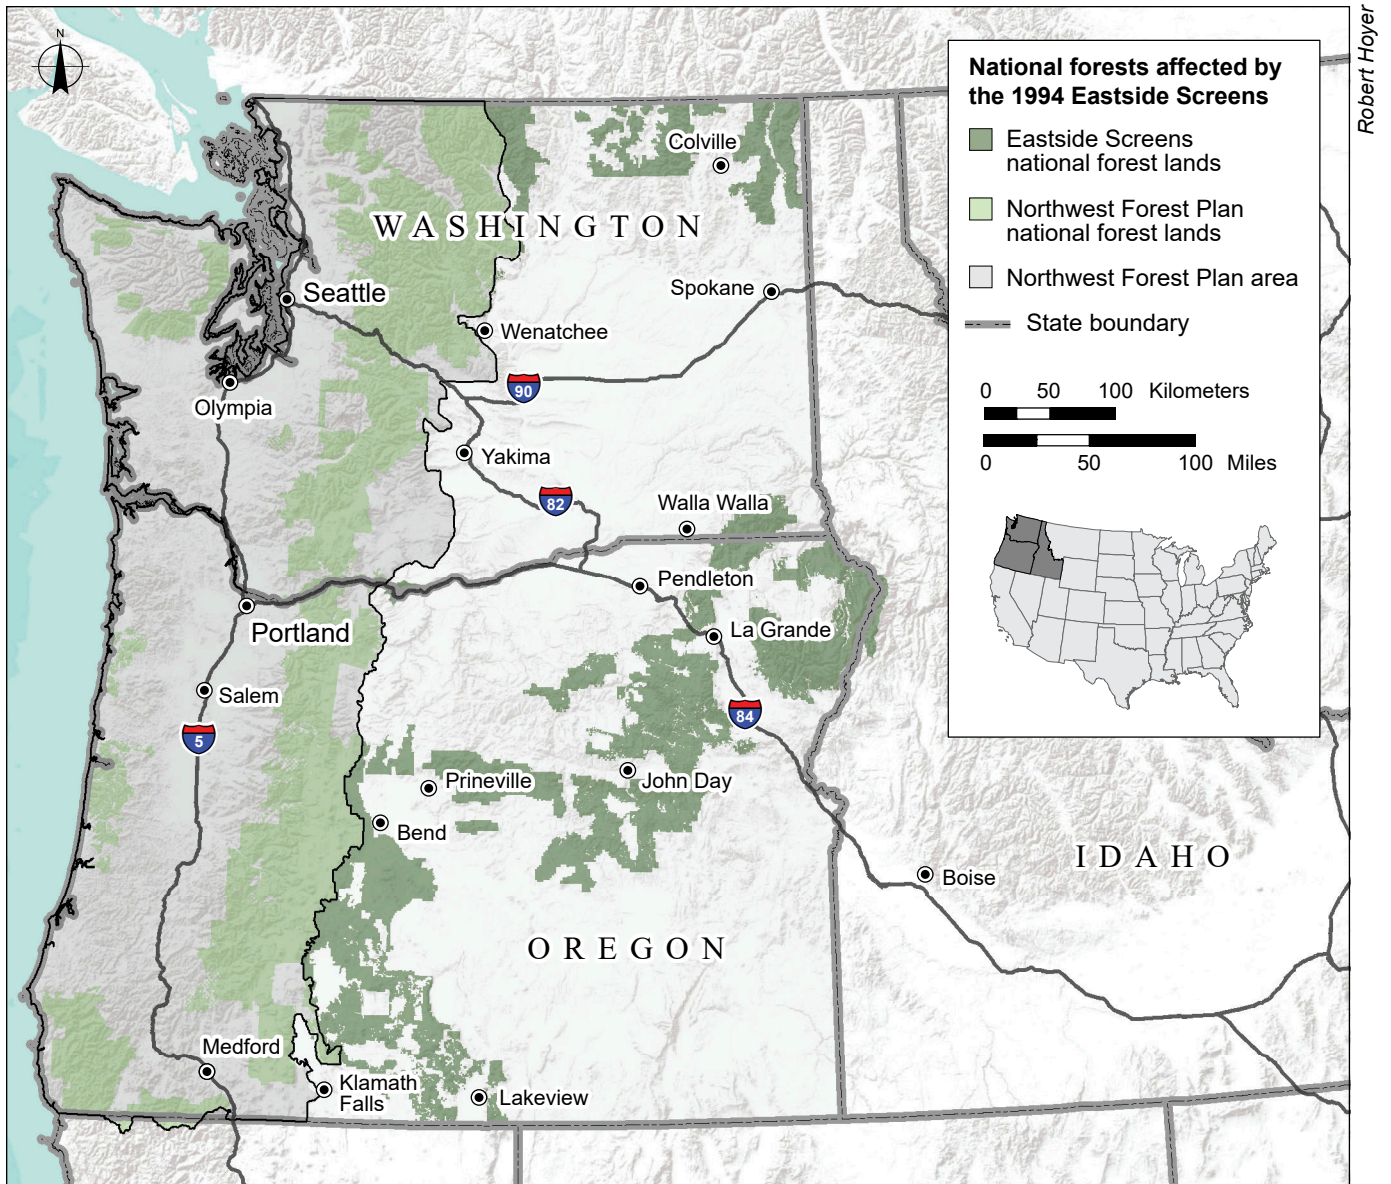 Robert Hoyer
N
National forests affected by
the 1994 Eastside Screens
Eastside Screens
national forest lands
Northwest Forest Plan
national forest lands
Northwest Forest Plan area
State boundary
0 50 100 Kilometers
0 50 100 Miles
Colville
WASHINGTON
Seattle
Spokane
Wenatchee
90
Olympia
Yakima
82
Walla Walla
Pendleton
Portland
La Grande
Salem
84
5
Prineville
John Day
Bend
IDAHO
Boise
OREGON
Medford
Klamath
Falls
Lakeview